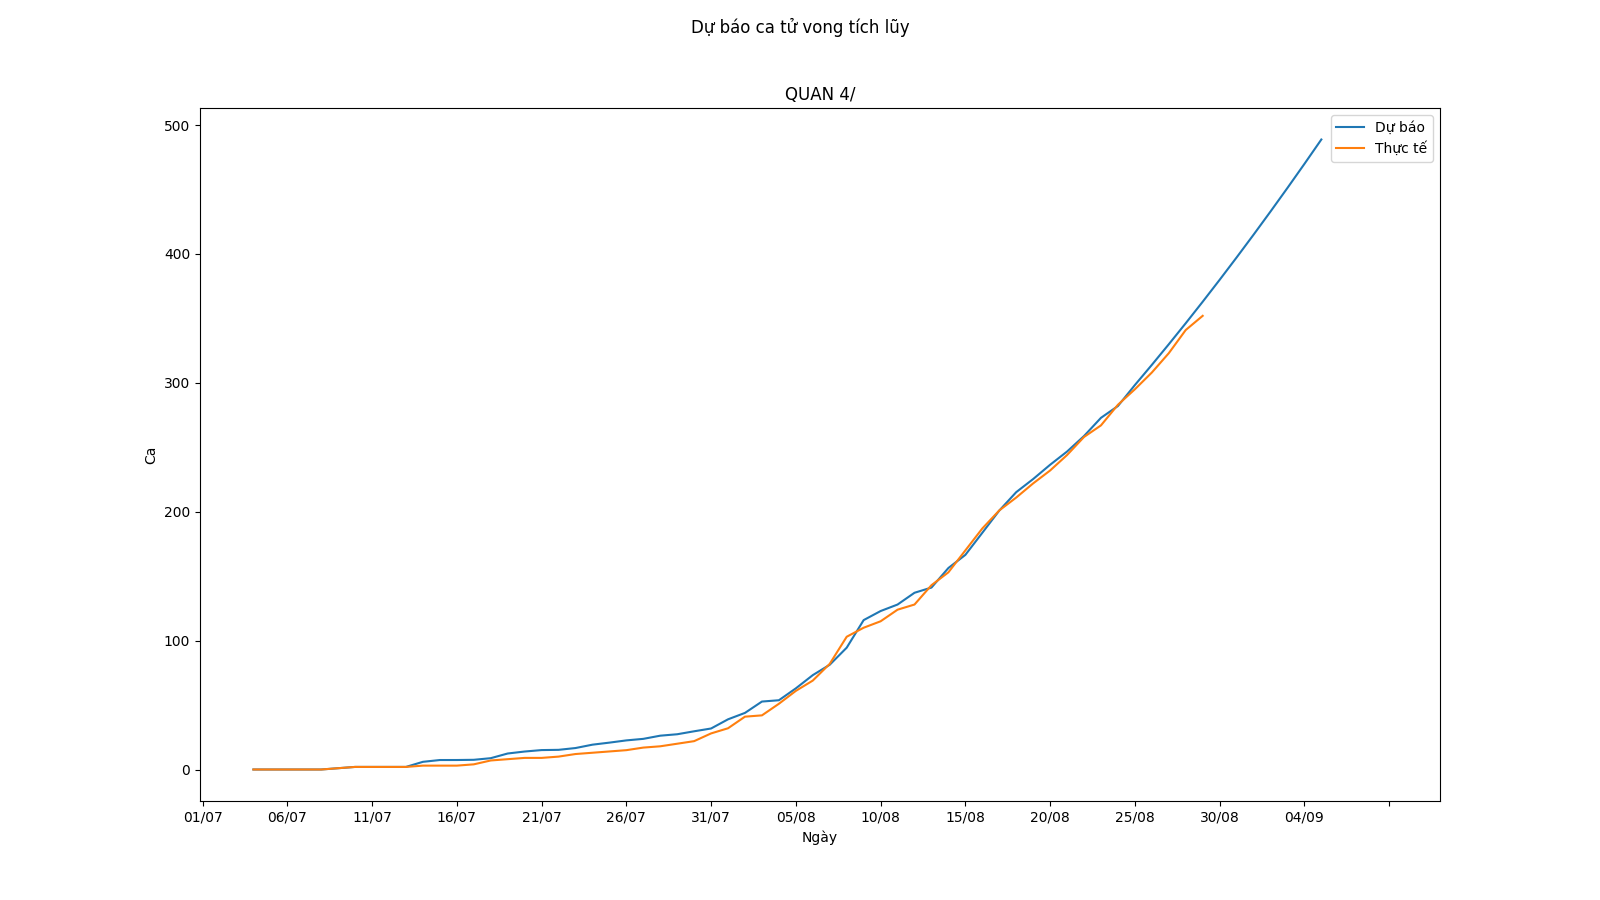 Dự báo ca tử vong tích lũy
QUAN 4/
500
400
300
200
100
0
Ca
Dự báo
Thực tế
01/07 06/07 11/07 16/07 21/07 26/07 31/07 05/08 10/08 15/08 20/08 25/08 30/08 04/09
Ngày